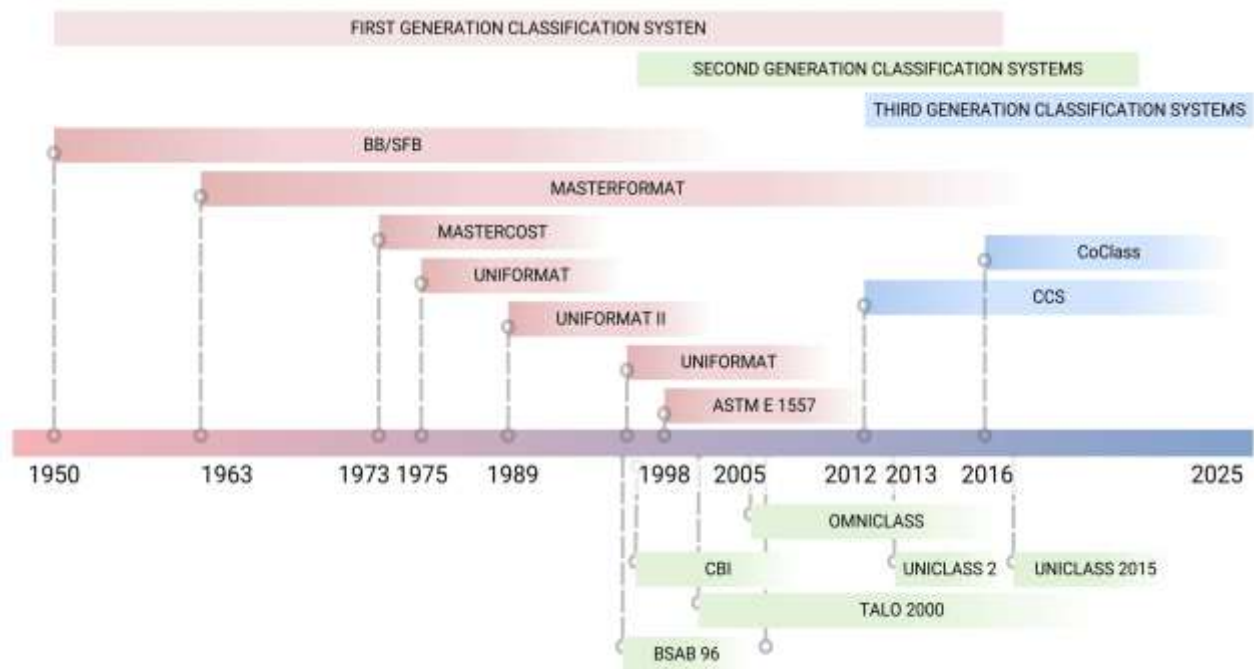 FIRST GENERATION CLASSIFICATION SYSTEN
SECOND GENERATION CLASSIFICATION SYSTEMS
THIRD GENERATION CLASSIFICATION SYSTEMS
BB/SFB
MASTERFORMAT
MASTERCOST
CoClass
UNIFORMAT
CCS
UNIFORMAT II
UNIFORMAT
ASTM E 1557
1950 1963 1973 1975 1989 1998 2005 2012 2013 2016 2025
OMNICLASS
CBI UNICLASS 2 UNICLASS 2015
TALO 2000
BSAB 96